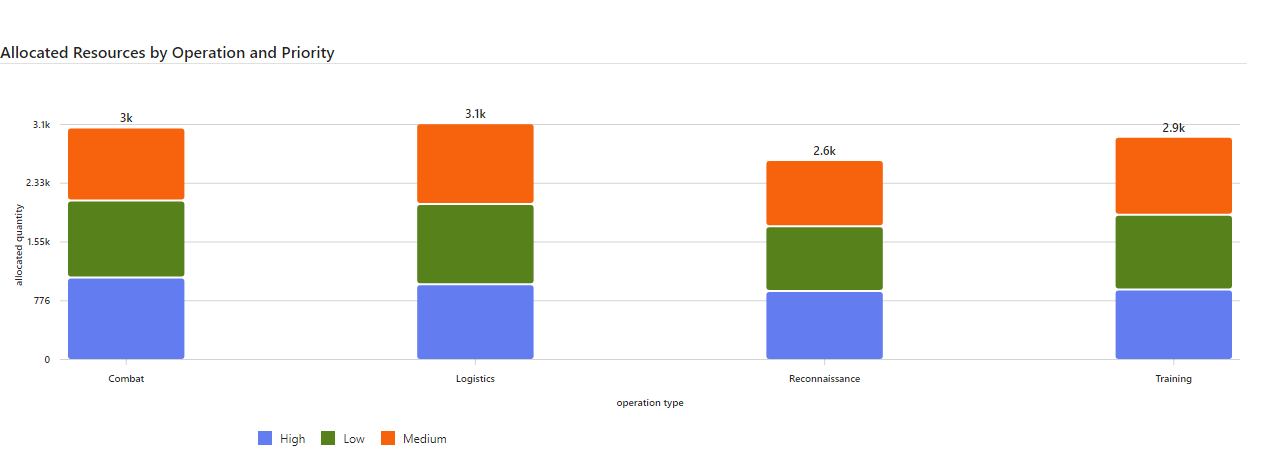 Allocated Resources by Operation and Priority
3k
3.1k
2.6k
2.9k
3.1k
2.33k
1.55k
776
0
allocated quantity
Combat
Logistics
Reconnaissance
Training
operation type
High
Low
Medium